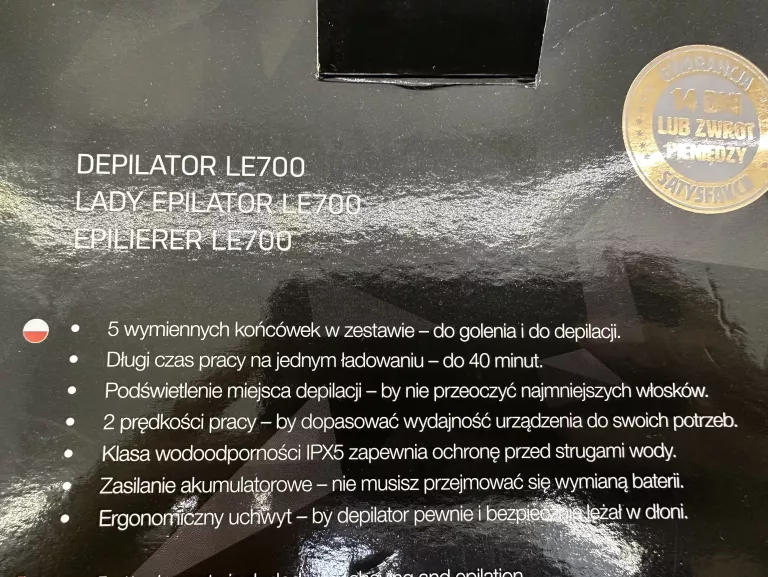 GWARANCJA
14 DNI
LUB ZWROT
PIENIĘDZY
SATYSFAKCJI
DEPILATOR LE700
LADY EPILATOR LE700
EPILIERER LE700
• 5 wymiennych końcówek w zestawie – do golenia i do depilacji.
• Długi czas pracy na jednym ładowaniu – do 40 minut.
• Podświetlenie miejsca depilacji – by nie przeoczyć najmniejszych włosków.
• 2 prędkości pracy – by dopasować wydajność urządzenia do swoich potrzeb.
• Klasa wodoodporności IPX5 zapewnia ochronę przed strugami wody.
• Zasilanie akumulatorowe – nie musisz przejmować się wymianą baterii.
• Ergonomiczny uchwyt – by depilator pewnie i bezpiecznie leżał w dłoni.
and epilation